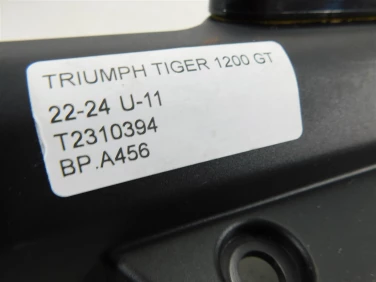 TRIUMPH TIGER 1200 GT
22-24 U-11
T2310394
BP.A456